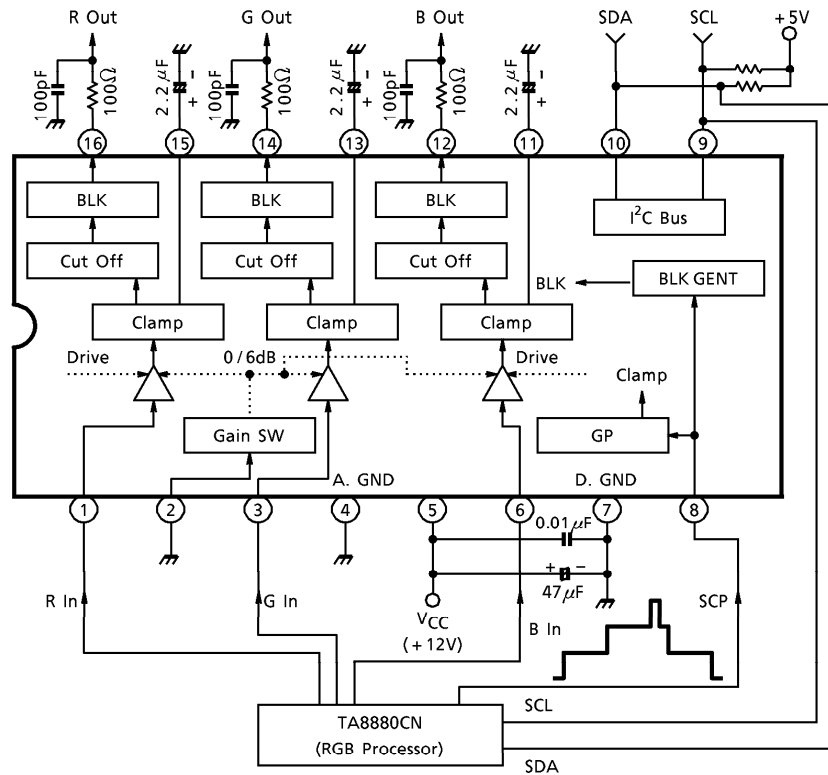 R Out
G Out
B Out
SDA
SCL
+5V
100pF
100Ω
2.2μF
-
+
100pF
100Ω
2.2μF
-
+
100pF
100Ω
2.2μF
-
+
16
15
14
13
12
11
10
9
BLK
BLK
BLK
I²C Bus
Cut Off
Cut Off
Cut Off
BLK
BLK GENT
Clamp
Clamp
Clamp
Drive
0/6dB
Drive
Clamp
Gain SW
GP
A. GND
D. GND
1
2
3
4
5
6
7
8
0.01μF
+ -
47μF
R In
G In
VCC
(+12V)
B In
SCP
TA8880CN
(RGB Processor)
SCL
SDA